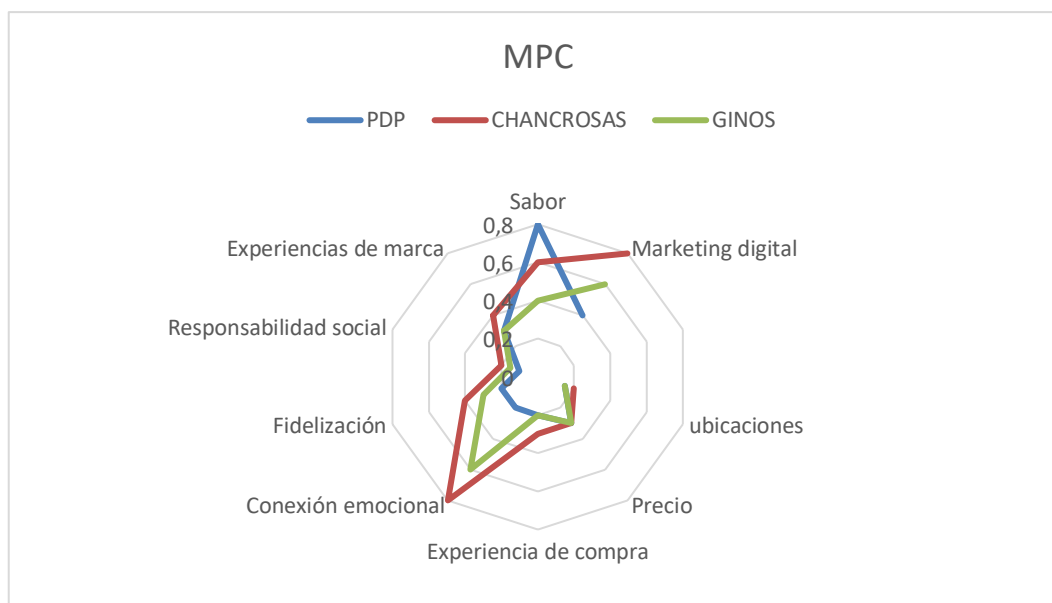 MPC
PDP CHANCROSAS GINOS
Sabor
Marketing digital
ubicaciones
Precio
Experiencia de compra
Conexión emocional
Fidelización
Responsabilidad social
Experiencias de marca
0,8
0,6
0,4
0,2
0